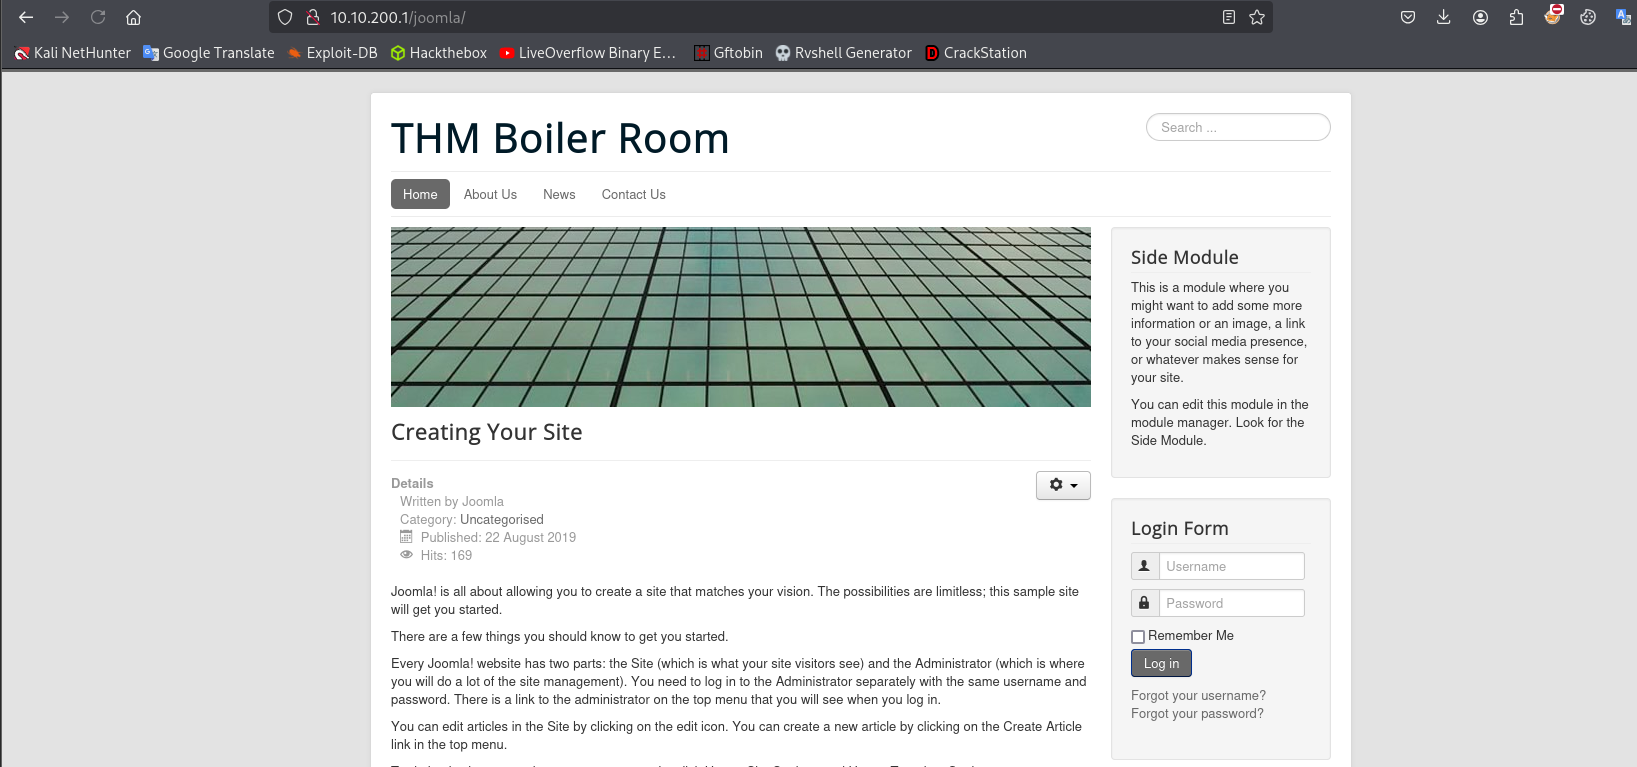 10.10.200.1/joomla/
Kali NetHunter Google Translate Exploit-DB Hackthebox LiveOverflow Binary E... Gftobin Rvshell Generator CrackStation
THM Boiler Room
Search ...
Home About Us News Contact Us
Creating Your Site
Details
Written by Joomla
Category: Uncategorised
Published: 22 August 2019
Hits: 169
Joomla! is all about allowing you to create a site that matches your vision. The possibilities are limitless; this sample site
will get you started.
There are a few things you should know to get you started.
Every Joomla! website has two parts: the Site (which is what your site visitors see) and the Administrator (which is where
you will do a lot of the site management). You need to log in to the Administrator separately with the same username and
password. There is a link to the administrator on the top menu that you will see when you log in.
You can edit articles in the Site by clicking on the edit icon. You can create a new article by clicking on the Create Article
link in the top menu.
Side Module
This is a module where you
might want to add some more
information or an image, a link
to your social media presence,
or whatever makes sense for
your site.
You can edit this module in the
module manager. Look for the
Side Module.
Login Form
Username
Password
Remember Me
Log in
Forgot your username?
Forgot your password?